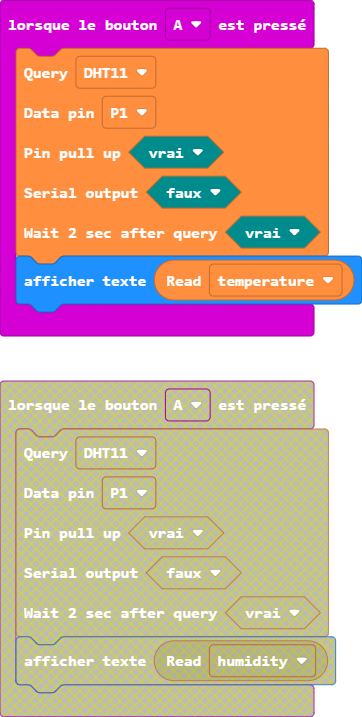 lorsque le bouton A est pressé
Query DHT11
Data pin P1
Pin pull up vrai
Serial output faux
Wait 2 sec after query vrai
afficher texte Read temperature
lorsque le bouton A est pressé
Query DHT11
Data pin P1
Pin pull up vrai
Serial output faux
Wait 2 sec after query vrai
afficher texte Read humidity